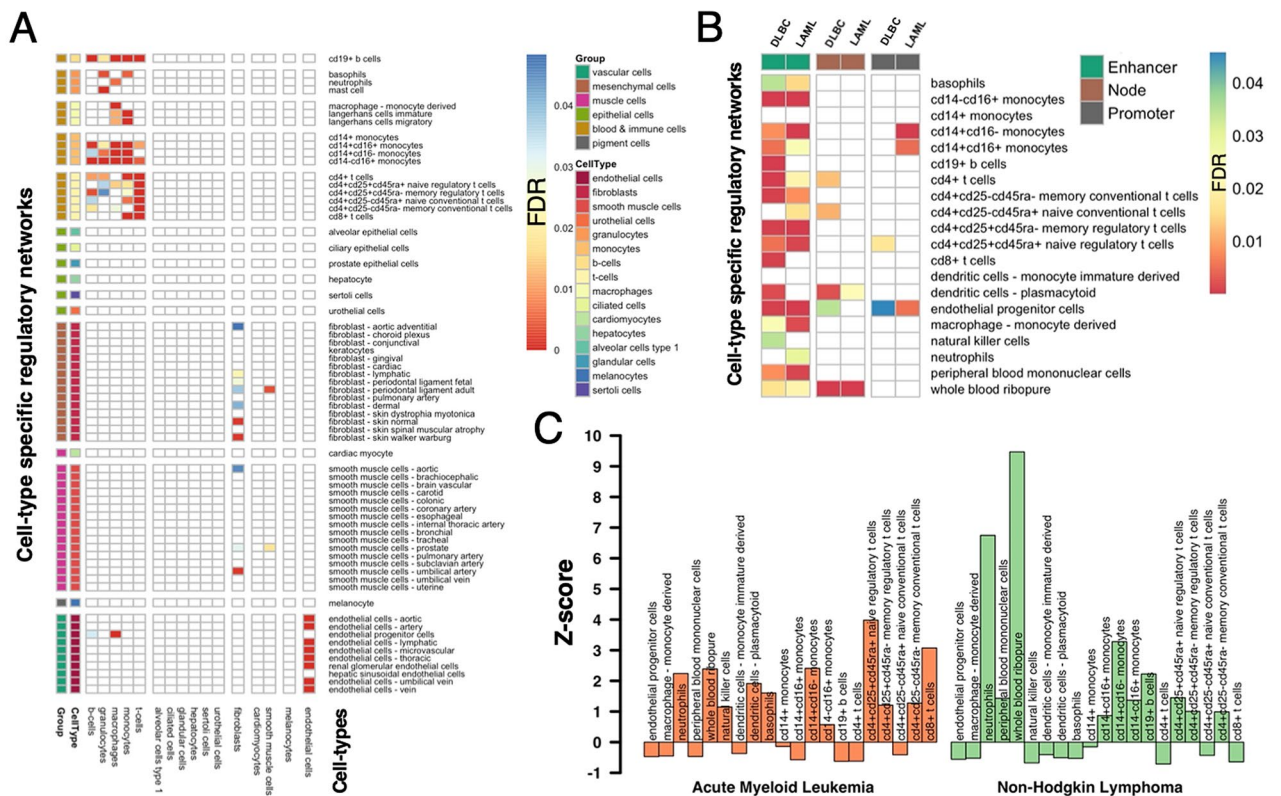 A
Cell-type specific regulatory networks
cd19+ b cells
basophils
neutrophils
mast cell
macrophage - monocyte derived
langerhans cells immature
langerhans cells migratory
cd14+ monocytes
cd14+cd16+ monocytes
cd14+cd16- monocytes
cd14-cd16+ monocytes
cd4+ t cells
cd4+cd25+cd45ra+ naive regulatory t cells
cd4+cd25+cd45ra- memory regulatory t cells
cd4+cd25-cd45ra+ naive conventional t cells
cd4+cd25-cd45ra- memory conventional t cells
cd8+ t cells
alveolar epithelial cells
ciliary epithelial cells
prostate epithelial cells
hepatocyte
sertoli cells
urothelial cells
fibroblast - aortic adventitial
fibroblast - choroid plexus
fibroblast - conjunctival
keratocytes
fibroblast - gingival
fibroblast - cardiac
fibroblast - lymphatic
fibroblast - periodontal ligament fetal
fibroblast - periodontal ligament adult
fibroblast - pulmonary artery
fibroblast - dermal
fibroblast - skin dystrophia myotonica
fibroblast - skin normal
fibroblast - skin spinal muscular atrophy
fibroblast - skin walker warburg
cardiac myocyte
smooth muscle cells - aortic
smooth muscle cells - brachiocephalic
smooth muscle cells - brain vascular
smooth muscle cells - carotid
smooth muscle cells - colonic
smooth muscle cells - coronary artery
smooth muscle cells - esophageal
smooth muscle cells - internal thoracic artery
smooth muscle cells - bronchial
smooth muscle cells - tracheal
smooth muscle cells - prostate
smooth muscle cells - pulmonary artery
smooth muscle cells - subclavian artery
smooth muscle cells - umbilical artery
smooth muscle cells - umbilical vein
smooth muscle cells - uterine
melanocyte
endothelial cells - aortic
endothelial cells - artery
endothelial progenitor cells
endothelial cells - lymphatic
endothelial cells - microvascular
endothelial cells - thoracic
renal glomerular endothelial cells
hepatic sinusoidal endothelial cells
endothelial cells - umbilical vein
endothelial cells - vein
Group
CellType
b-cells
granulocytes
macrophages
monocytes
t-cells
alveolar cells type 1
ciliated cells
glandular cells
hepatocytes
sertoli cells
urothelial cells
fibroblasts
cardiomyocytes
smooth muscle cells
melanocytes
endothelial cells
Cell-types
FDR
0.04
0.03
0.02
0.01
0
Group
vascular cells
mesenchymal cells
muscle cells
epithelial cells
blood & immune cells
pigment cells
CellType
endothelial cells
fibroblasts
smooth muscle cells
urothelial cells
granulocytes
monocytes
b-cells
t-cells
macrophages
ciliated cells
cardiomyocytes
hepatocytes
alveolar cells type 1
glandular cells
melanocytes
sertoli cells
B
Cell-type specific regulatory networks
DLBC
LAML
DLBC
LAML
DLBC
LAML
basophils
cd14-cd16+ monocytes
cd14+ monocytes
cd14+cd16- monocytes
cd14+cd16+ monocytes
cd19+ b cells
cd4+ t cells
cd4+cd25-cd45ra- memory conventional t cells
cd4+cd25-cd45ra+ naive conventional t cells
cd4+cd25+cd45ra- memory regulatory t cells
cd4+cd25+cd45ra+ naive regulatory t cells
cd8+ t cells
dendritic cells - monocyte immature derived
dendritic cells - plasmacytoid
endothelial progenitor cells
macrophage - monocyte derived
natural killer cells
neutrophils
peripheral blood mononuclear cells
whole blood ribopure
Enhancer
Node
Promoter
FDR
0.04
0.03
0.02
0.01
C
Z-score
10
9
8
7
6
5
4
3
2
1
0
-1
endothelial progenitor cells
macrophage - monocyte derived
neutrophils
peripheral blood mononuclear cells
whole blood ribopure
natural killer cells
dendritic cells - monocyte immature derived
dendritic cells - plasmacytoid
basophils
cd14+ monocytes
cd14+cd16+ monocytes
cd14+cd16- monocytes
cd14-cd16+ monocytes
cd19+ b cells
cd4+ t cells
cd4+cd25+cd45ra+ naive regulatory t cells
cd4+cd25+cd45ra- memory regulatory t cells
cd4+cd25-cd45ra+ naive conventional t cells
cd4+cd25-cd45ra- memory conventional t cells
cd8+ t cells
Acute Myeloid Leukemia
endothelial progenitor cells
macrophage - monocyte derived
neutrophils
peripheral blood mononuclear cells
whole blood ribopure
natural killer cells
dendritic cells - monocyte immature derived
dendritic cells - plasmacytoid
basophils
cd14+ monocytes
cd14+cd16+ monocytes
cd14+cd16- monocytes
cd14-cd16+ monocytes
cd19+ b cells
cd4+ t cells
cd4+cd25+cd45ra+ naive regulatory t cells
cd4+cd25+cd45ra- memory regulatory t cells
cd4+cd25-cd45ra+ naive conventional t cells
cd4+cd25-cd45ra- memory conventional t cells
cd8+ t cells
Non-Hodgkin Lymphoma